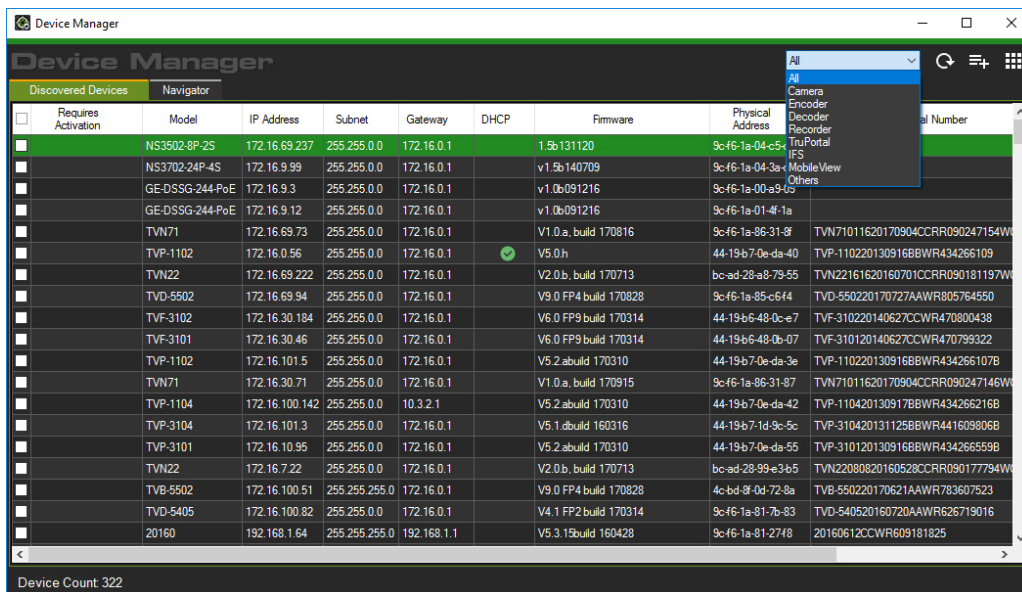 Device Manager
Device Manager
All
All
Camera
Encoder
Decoder
Recorder
TruPortal
IFS
MobileView
Others
Discovered Devices Navigator
Requires Activation Model IP Address Subnet Gateway DHCP Firmware Physical Address al Number
NS3502-8P-2S 172.16.69.237 255.255.0.0 172.16.0.1 1.5b131120 9c-f6-1a-04-c5-
NS3702-24P-4S 172.16.9.99 255.255.0.0 172.16.0.1 v1.5b140709 9c-f6-1a-04-3a-
GE-DSSG-244-PoE 172.16.9.3 255.255.0.0 172.16.0.1 v1.0b091216 9c-f6-1a-00-a9-09
GE-DSSG-244-PoE 172.16.9.12 255.255.0.0 172.16.0.1 v1.0b091216 9c-f6-1a-01-4f-1a
TVN71 172.16.69.73 255.255.0.0 172.16.0.1 V1.0.a, build 170816 9c-f6-1a-86-31-8f TVN71011620170904CCRR090247154W
TVP-1102 172.16.0.56 255.255.0.0 172.16.0.1 V5.0.h 44-19-b7-0e-da-40 TVP-110220130916BBWR434266109
TVN22 172.16.69.222 255.255.0.0 172.16.0.1 V2.0.b, build 170713 bc-ad-28-a8-79-55 TVN22161620160701CCRR090181197W
TVD-5502 172.16.69.94 255.255.0.0 172.16.0.1 V9.0 FP4 build 170828 9c-f6-1a-85-c6-f4 TVD-550220170727AAWR805764550
TVF-3102 172.16.30.184 255.255.0.0 172.16.0.1 V6.0 FP9 build 170314 44-19-b6-48-0c-e7 TVF-310220140627CCWR470800438
TVF-3101 172.16.30.46 255.255.0.0 172.16.0.1 V6.0 FP9 build 170314 44-19-b6-48-0b-07 TVF-310120140627CCWR470799322
TVP-1102 172.16.101.5 255.255.0.0 172.16.0.1 V5.2.abuild 170310 44-19-b7-0e-da-3e TVP-110220130916BBWR434266107B
TVN71 172.16.30.71 255.255.0.0 172.16.0.1 V1.0.a, build 170915 9c-f6-1a-86-31-87 TVN71011620170904CCRR090247146W
TVP-1104 172.16.100.142 255.255.0.0 10.3.2.1 V5.2.abuild 170310 44-19-b7-0e-da-42 TVP-110420130917BBWR434266216B
TVP-3104 172.16.101.3 255.255.0.0 172.16.0.1 V5.1.dbuild 160316 44-19-b7-1d-9c-5c TVP-310420131125BBWR441609806B
TVP-3101 172.16.10.95 255.255.0.0 172.16.0.1 V5.2.abuild 170310 44-19-b7-0e-da-55 TVP-310120130916BBWR434266559B
TVN22 172.16.7.22 255.255.0.0 172.16.0.1 V2.0.b, build 170713 bc-ad-28-99-e3-b5 TVN22080820160528CCRR090177794W
TVB-5502 172.16.100.51 255.255.255.0 172.16.0.1 V9.0 FP4 build 170828 4c-bd-8f-0d-72-8a TVB-550220170621AAWR783607523
TVD-5405 172.16.100.82 255.255.0.0 172.16.0.1 V4.1 FP2 build 170314 9c-f6-1a-81-7b-83 TVD-540520160720AAWR626719016
20160 192.168.1.64 255.255.255.0 192.168.1.1 V5.3.15build 160428 9c-f6-1a-81-27-f8 20160612CCWR609181825
Device Count: 322